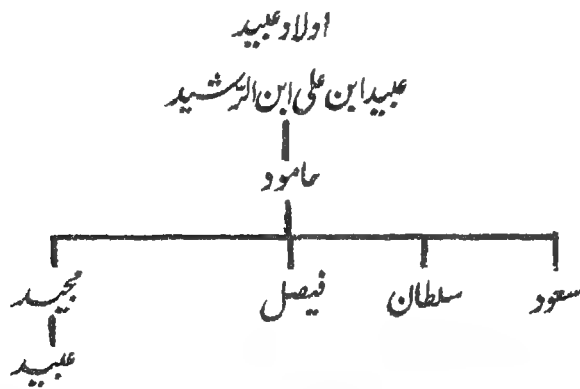 اولاد عبید
عبید ابن علی ابن الرشید
حامود
سعود سلطان فیصل مجید
عبید